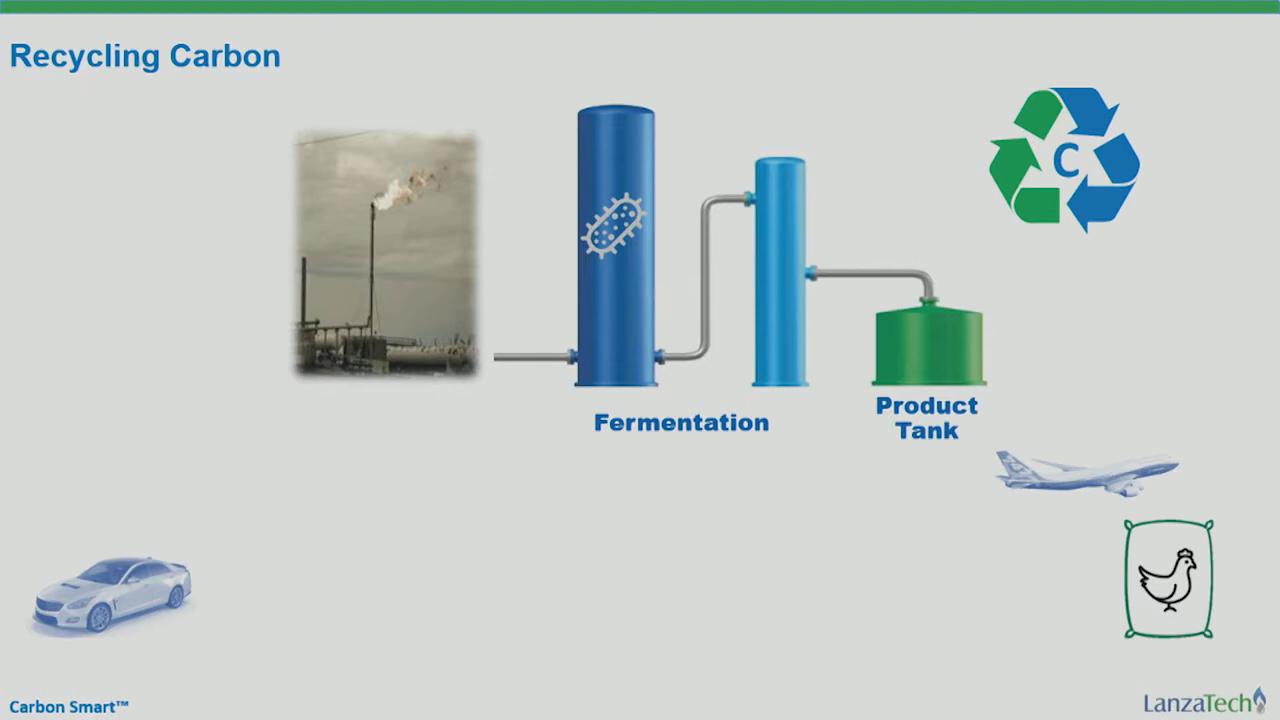 Recycling Carbon
C
Fermentation
Product
Tank
Carbon Smart™
LanzaTech